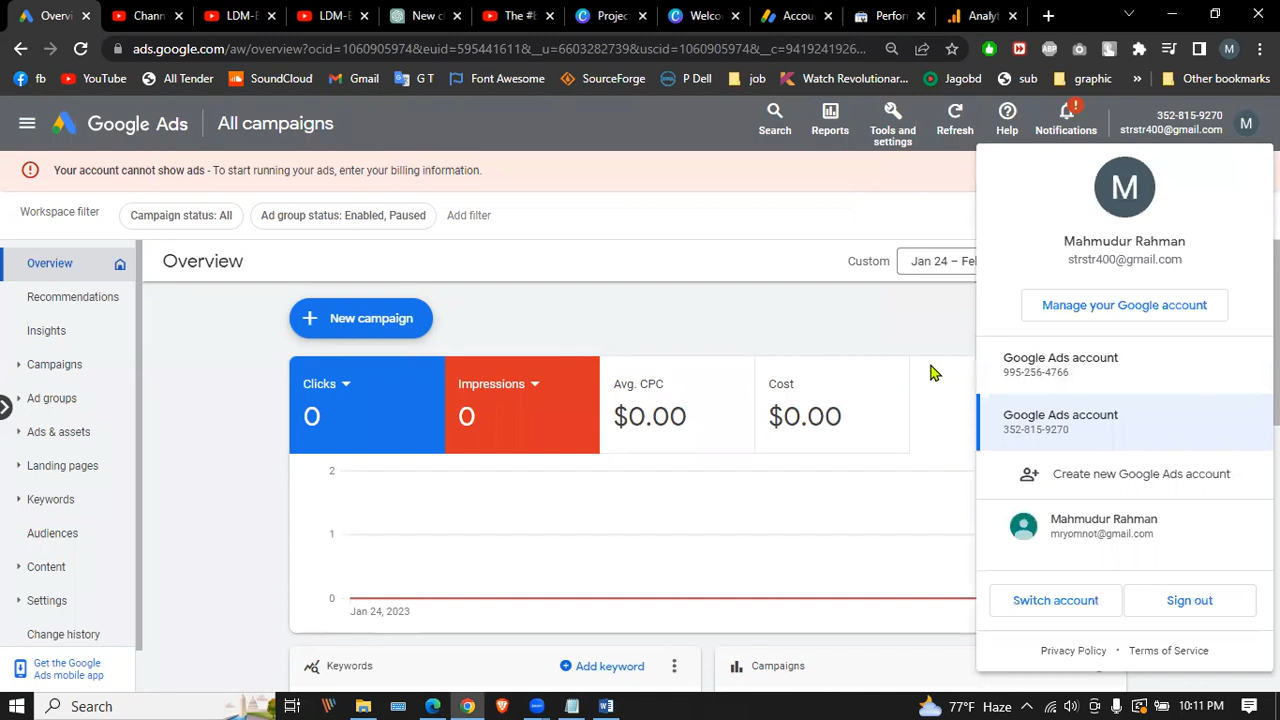 Overvi
Chann
LDM-E
LDM-E
New c
The #
Projec
Welco
Accou
Perfor
Analyt
ads.google.com/aw/overview?ocid=1060905974&euid=595441611&__u=6603282739&uscid=1060905974&__c=9419241926...
ABP
M
fb
YouTube
All Tender
SoundCloud
Gmail
G T
Font Awesome
SourceForge
P Dell
job
Watch Revolutionar...
Jagobd
sub
graphic
Other bookmarks
Google Ads
All campaigns
Search
Reports
Tools and
settings
Refresh
Help
Notifications
352-815-9270
strstr400@gmail.com
M
Your account cannot show ads - To start running your ads, enter your billing information.
Workspace filter
Campaign status: All
Ad group status: Enabled, Paused
Add filter
M
Mahmudur Rahman
strstr400@gmail.com
Manage your Google account
Google Ads account
995-256-4766
Google Ads account
352-815-9270
Create new Google Ads account
Mahmudur Rahman
mryomnot@gmail.com
Switch account
Sign out
Privacy Policy • Terms of Service
Overview
Recommendations
Insights
Campaigns
Ad groups
Ads & assets
Landing pages
Keywords
Audiences
Content
Settings
Change history
Get the Google
Ads mobile app
Overview
Custom
Jan 24 – Fel
New campaign
Clicks
0
Impressions
0
Avg. CPC
$0.00
Cost
$0.00
2
1
0
Jan 24, 2023
Keywords
Add keyword
Campaigns
Search
77°F Haze
10:11 PM